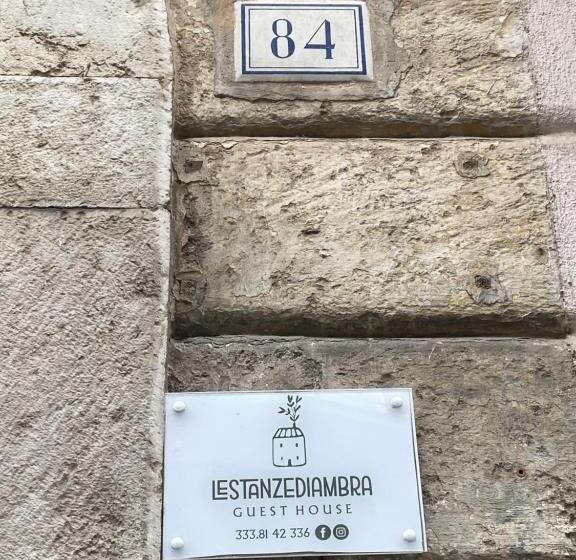 84
LESTANZEDIAMBRA
GUEST HOUSE
333.81 42 336